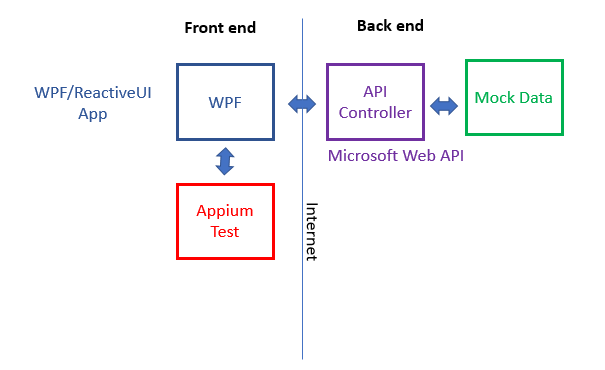 Front end
Back end
WPF/ReactiveUI
App
WPF
API
Controller
Mock Data
Microsoft Web API
Appium
Test
Internet